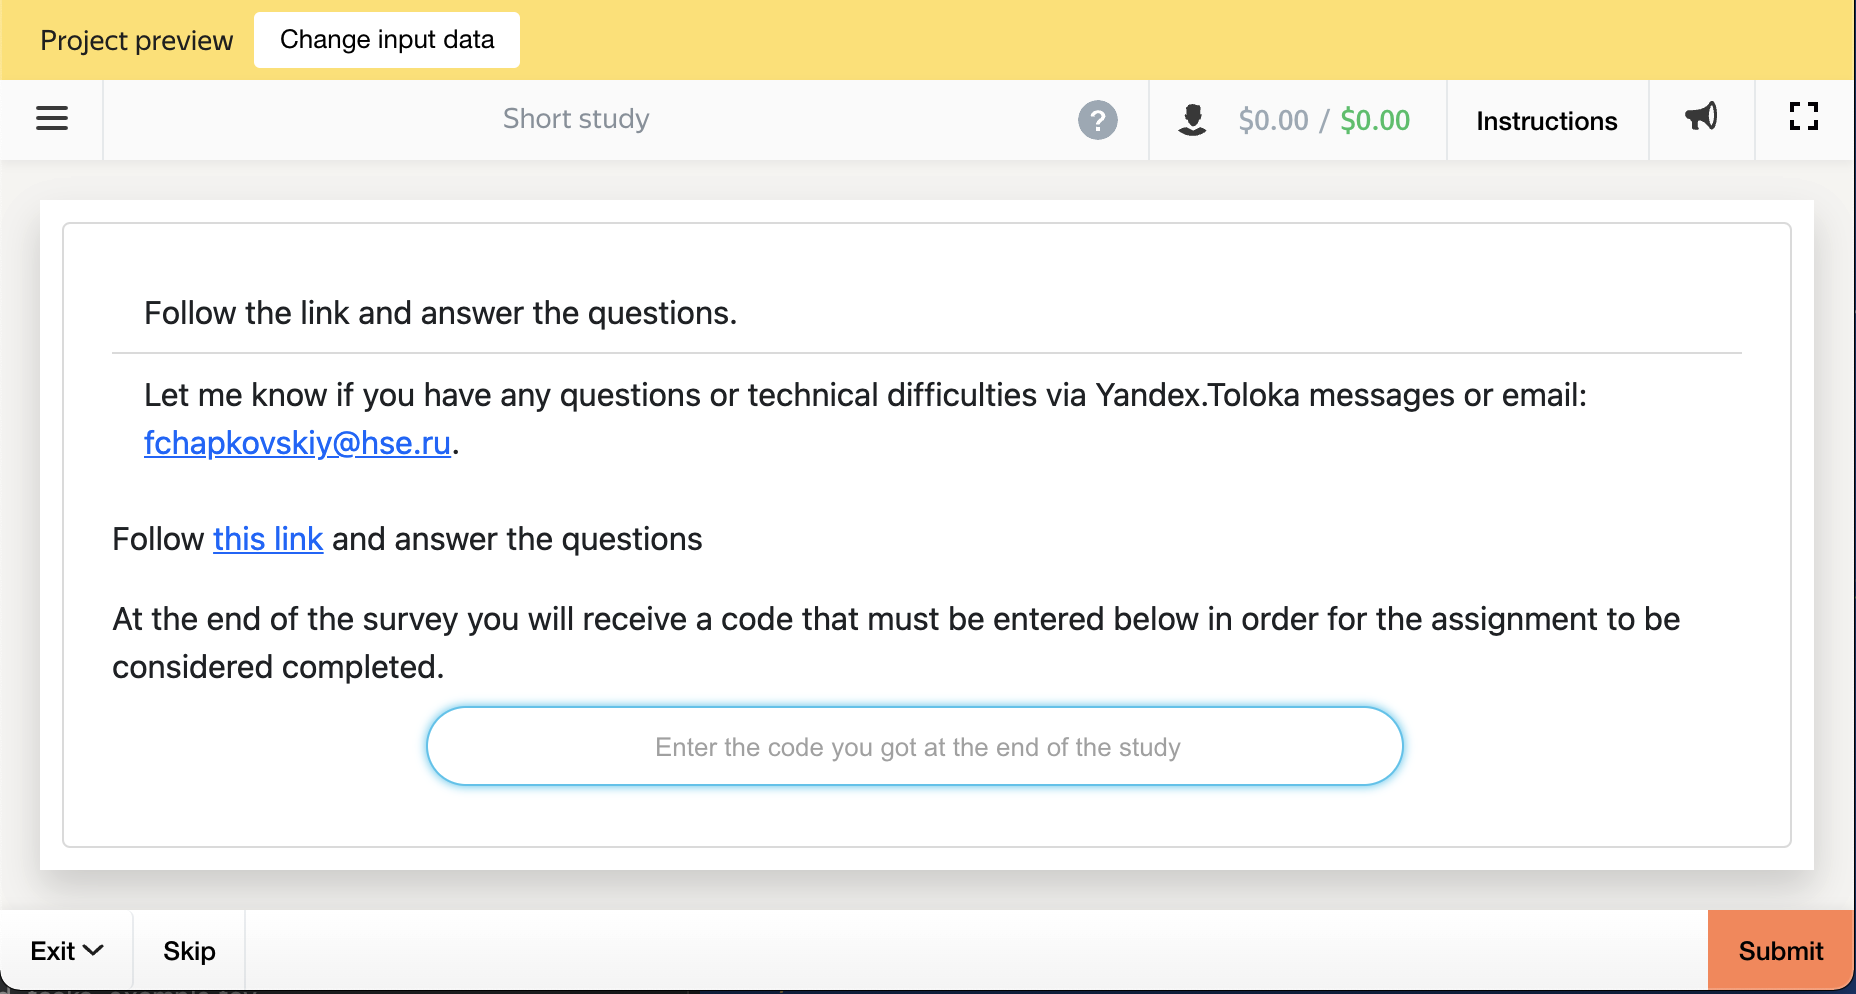 Project preview Change input data
Short study ? $0.00 / $0.00 Instructions
Follow the link and answer the questions.
Let me know if you have any questions or technical difficulties via Yandex.Toloka messages or email:
fchapkovskiy@hse.ru.
Follow this link and answer the questions
At the end of the survey you will receive a code that must be entered below in order for the assignment to be
considered completed.
Enter the code you got at the end of the study
Exit Skip Submit